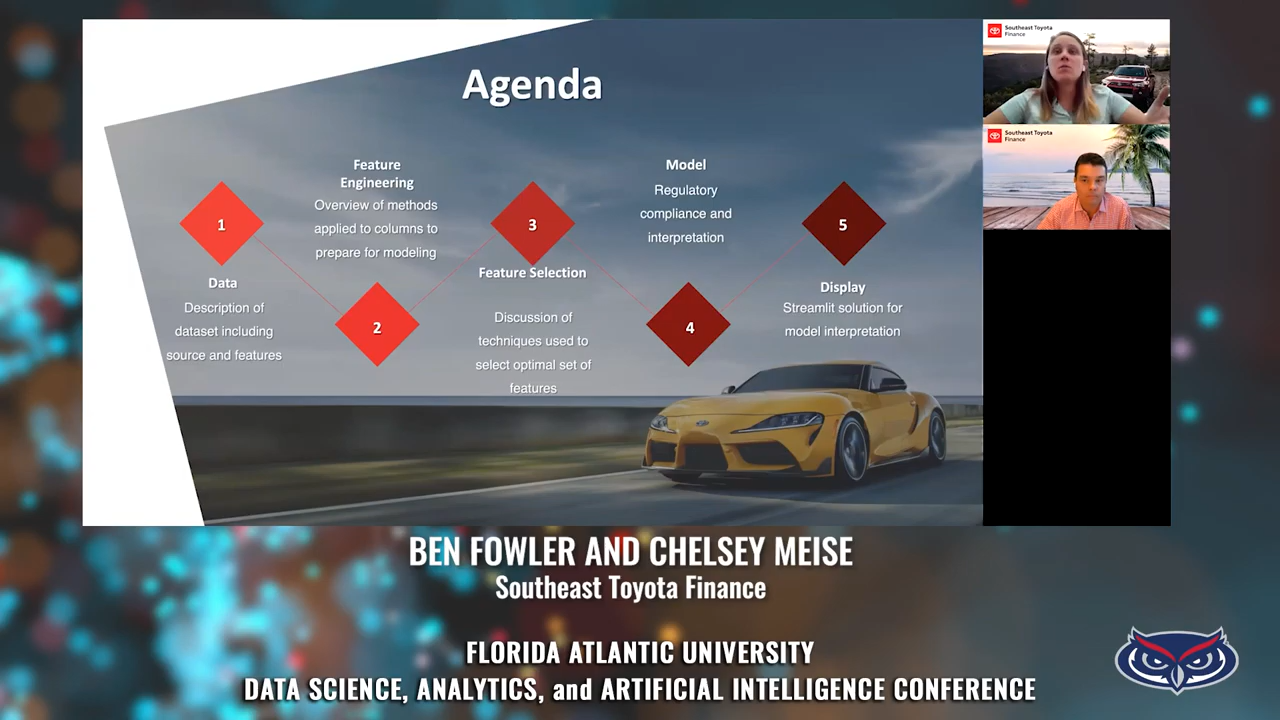 Agenda
1
Data
Description of
dataset including
source and features
Feature
Engineering
Overview of methods
applied to columns to
prepare for modeling
2
3
Feature Selection
Discussion of
techniques used to
select optimal set of
features
Model
Regulatory
compliance and
interpretation
4
5
Display
Streamlit solution for
model interpretation
Southeast Toyota
Finance
Southeast Toyota
Finance
BEN FOWLER AND CHELSEY MEISE
Southeast Toyota Finance
FLORIDA ATLANTIC UNIVERSITY
DATA SCIENCE, ANALYTICS, and ARTIFICIAL INTELLIGENCE CONFERENCE